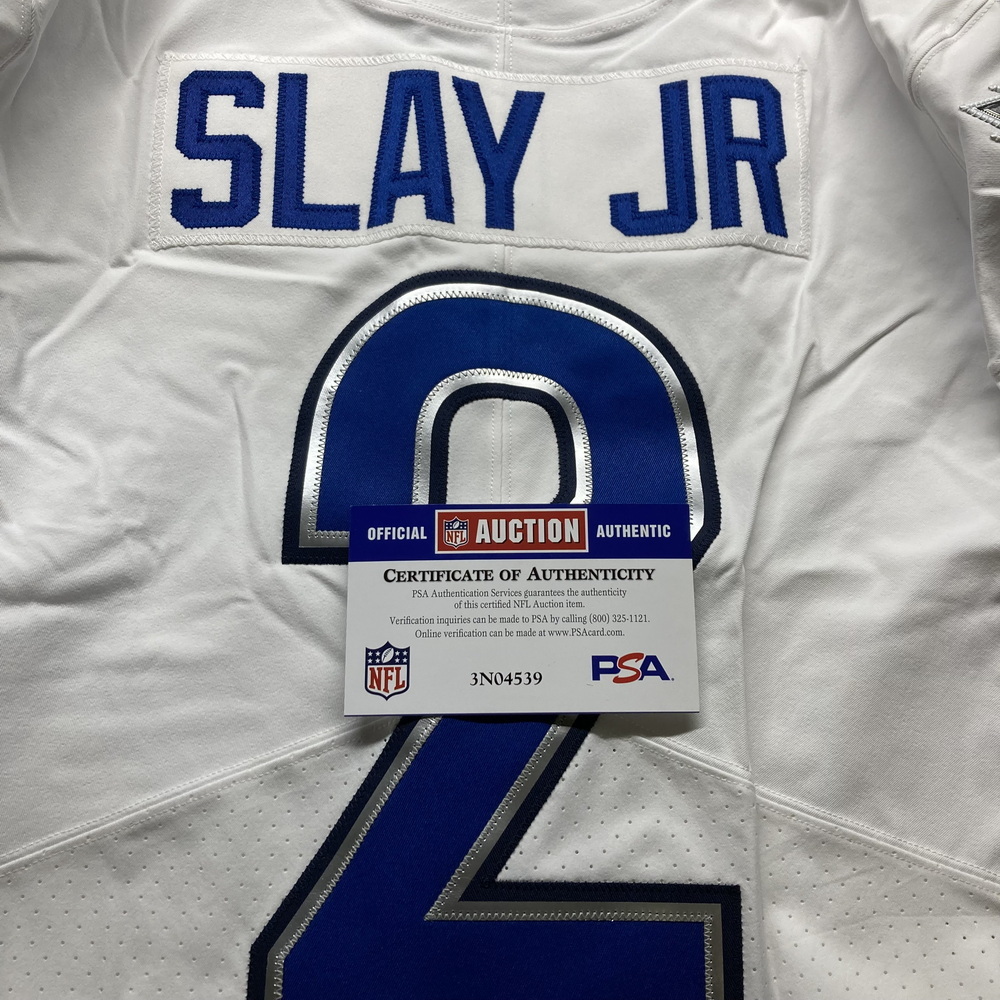 SLAY JR
2
OFFICIAL NFL AUCTION AUTHENTIC
CERTIFICATE OF AUTHENTICITY
PSA Authentication Services guarantees the authenticity
of this certified NFL Auction item.
Verification inquiries can be made to PSA by calling (800) 325-1121.
Online verification can be made at www.PSAcard.com.
NFL
3N04539
PSA